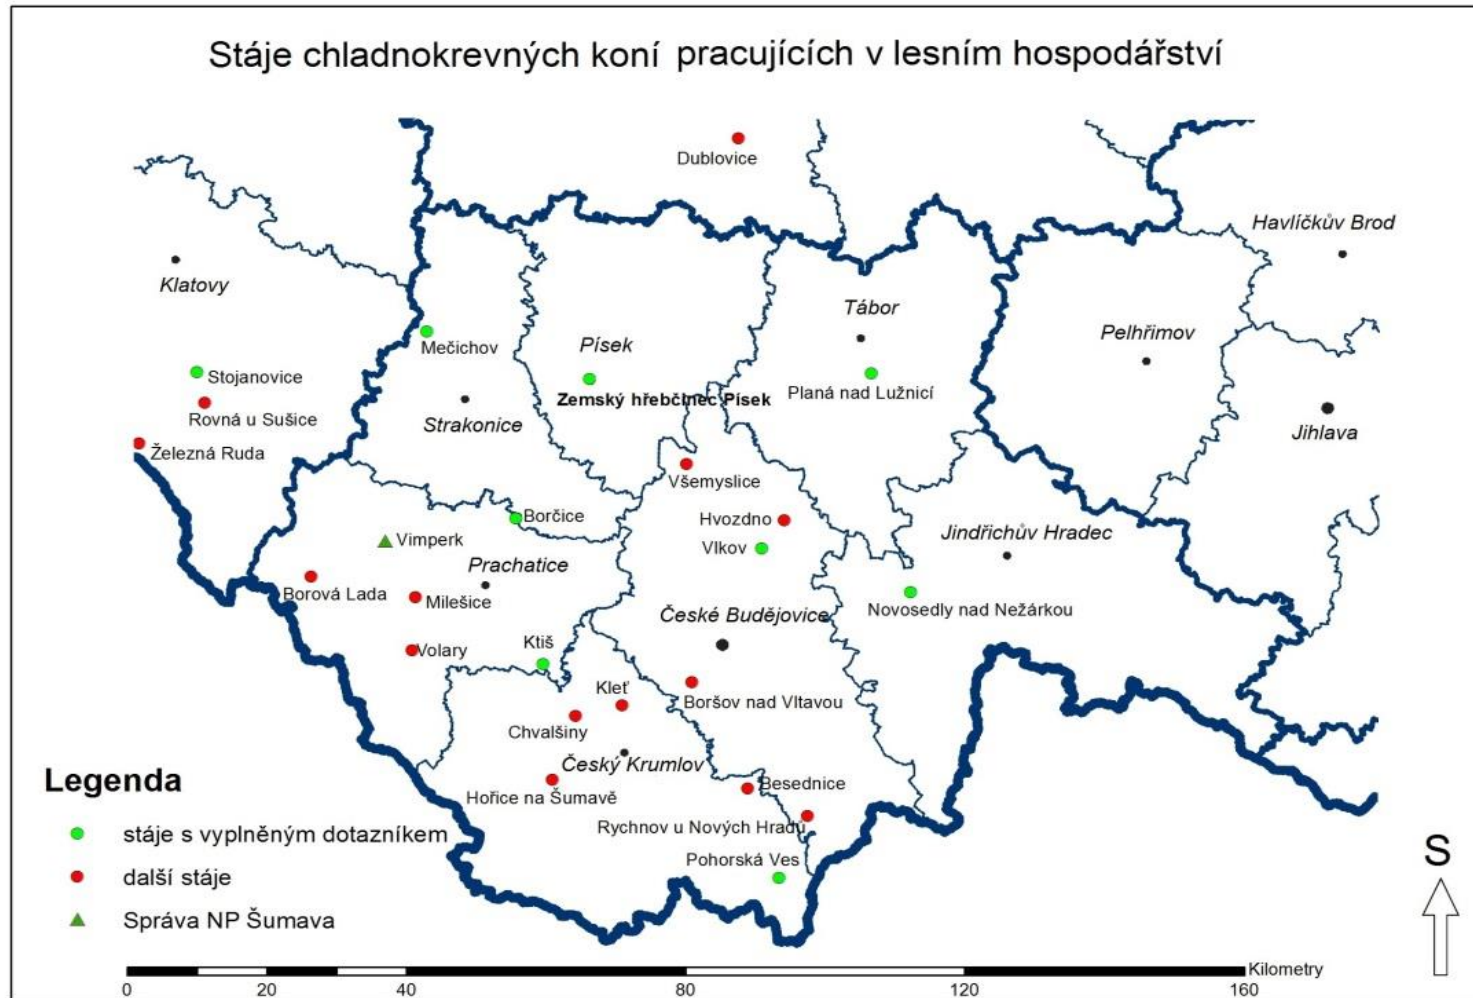 Stáje chladnokrevných koní pracujících v lesním hospodářství
Dublovice
Havlíčkův Brod
Klatovy
Tábor
Pelhřimov
Písek
Mečichov
Stojanovice
Planá nad Lužnicí
Zemský hřebčinec Písek
Rovná u Sušice
Strakonice
Jihlava
Železná Ruda
Všemyslice
Borčice
Hvozdno
Jindřichův Hradec
Vimperk
Vlkov
Prachatice
Borová Lada
Milešice
Novosedly nad Nežárkou
České Budějovice
Ktiš
Volary
Kleť
Boršov nad Vltavou
Chvalšiny
Český Krumlov
Besednice
Hořice na Šumavě
Rychnov u Nových Hradů
Pohorská Ves
Legenda
stáje s vyplněným dotazníkem
další stáje
Správa NP Šumava
S
Kilometry
0 20 40 80 120 160